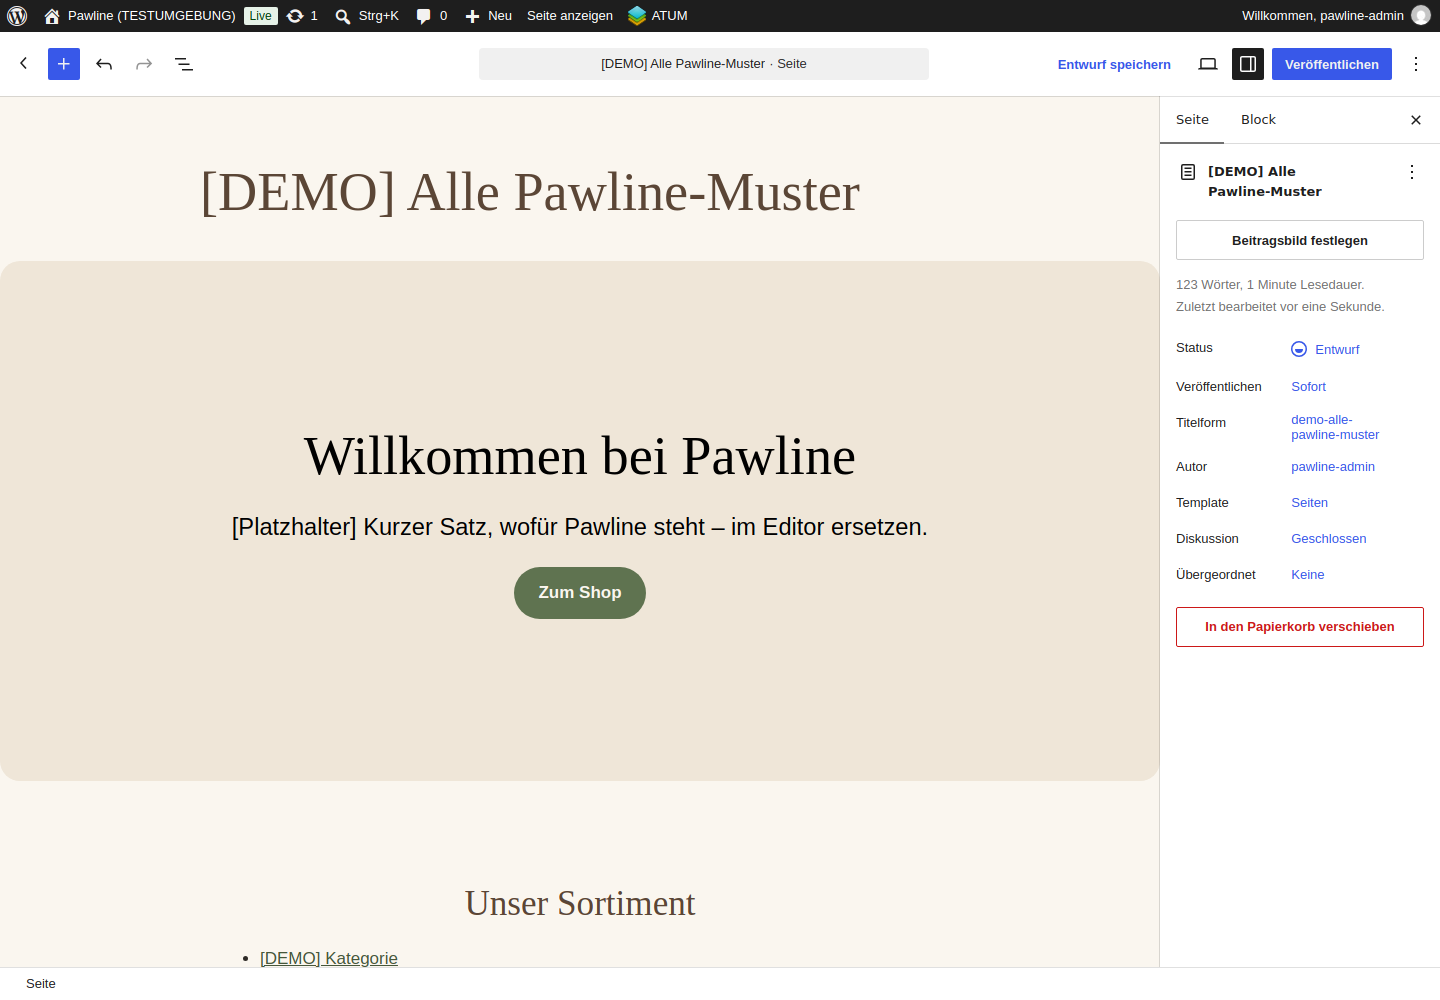 Pawline (TESTUMGEBUNG) Live 1 Strg+K 0 Neu Seite anzeigen ATUM Willkommen, pawline-admin
[DEMO] Alle Pawline-Muster · Seite Entwurf speichern Veröffentlichen
Seite Block
[DEMO] Alle Pawline-Muster
[DEMO] Alle
Pawline-Muster
Beitragsbild festlegen
123 Wörter, 1 Minute Lesedauer.
Zuletzt bearbeitet vor eine Sekunde.
Status Entwurf
Veröffentlichen Sofort
Titelform demo-alle-
pawline-muster
Autor pawline-admin
Template Seiten
Diskussion Geschlossen
Übergeordnet Keine
In den Papierkorb verschieben
Willkommen bei Pawline
[Platzhalter] Kurzer Satz, wofür Pawline steht – im Editor ersetzen.
Zum Shop
Unser Sortiment
[DEMO] Kategorie
Seite